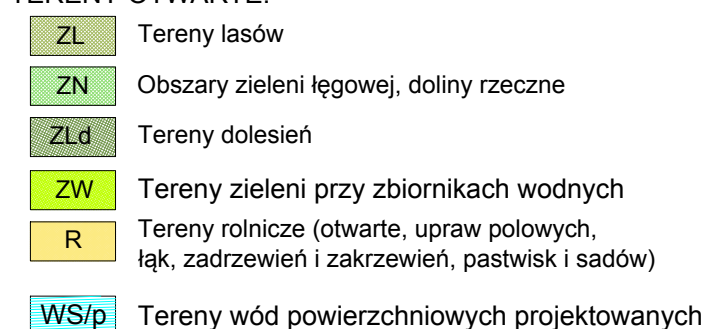 TERENY OTWARTE:
ZL Tereny lasów
ZN Obszary zieleni łęgowej, doliny rzeczne
ZLd Tereny dolesień
ZW Tereny zieleni przy zbiornikach wodnych
R Tereny rolnicze (otwarte, upraw polowych,
łąk, zadrzewień i zakrzewień, pastwisk i sadów)
WS/p Tereny wód powierzchniowych projektowanych